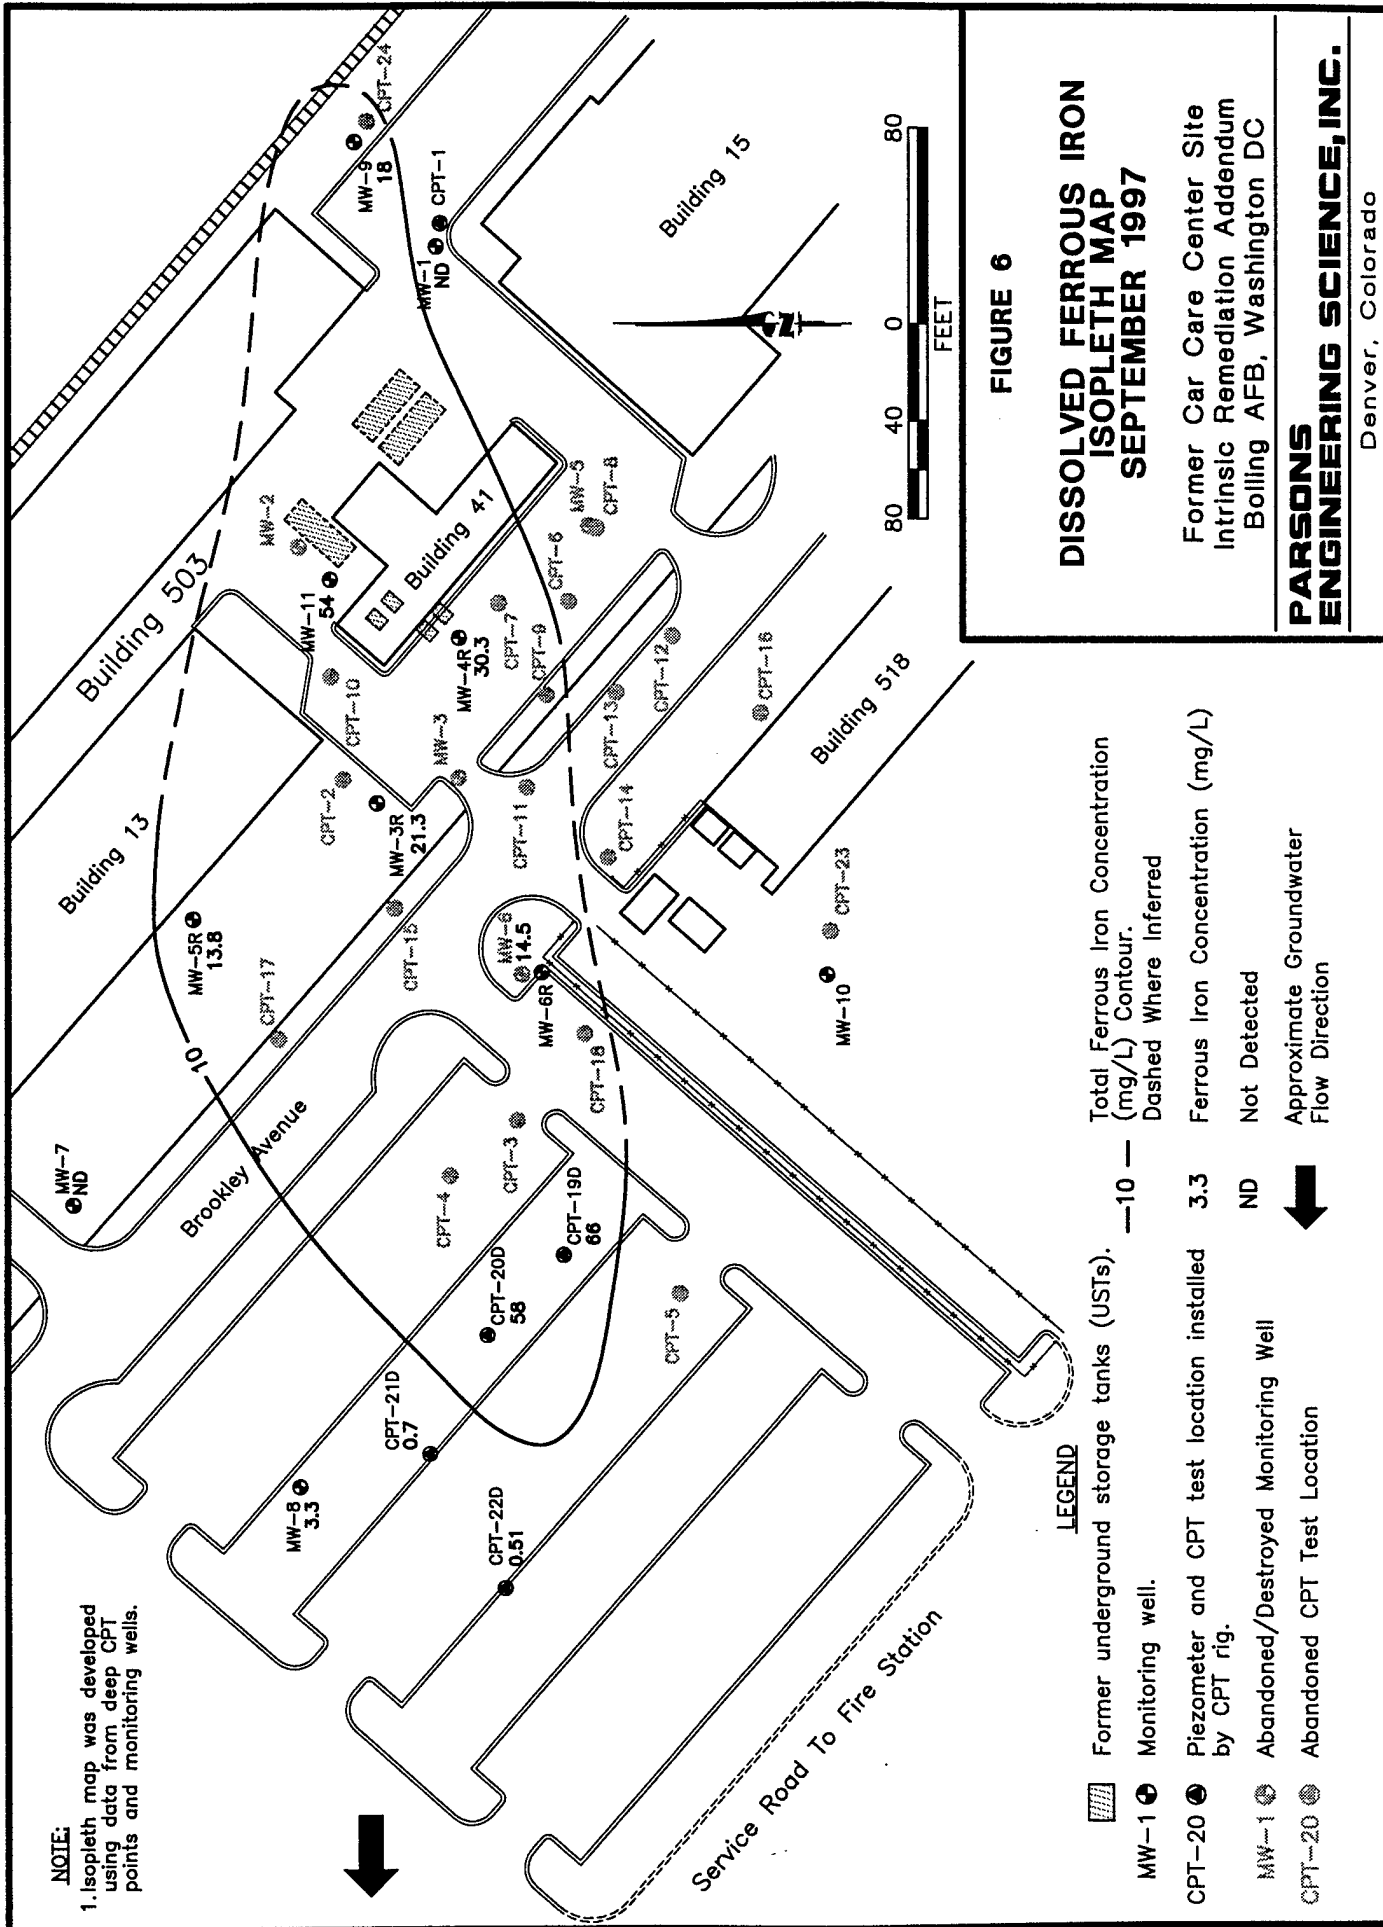 NOTE:
1. Isopleth map was developed
using data from deep CPT
points and monitoring wells.
MW-7
ND
Building 13
Building 503
MW-5R
13.8
CPT-17
10
Brookley Avenue
MW-8
3.3
CPT-21D
0.7
CPT-22D
0.51
CPT-20D
58
CPT-19D
66
CPT-4
CPT-3
CPT-5
CPT-18
MW-6R
MW-6
14.5
CPT-15
MW-3R
21.3
CPT-2
CPT-10
MW-3
CPT-11
MW-11
54
MW-2
Building 41
MW-4R
30.3
CPT-7
CPT-9
CPT-6
MW-5
CPT-8
CPT-13
CPT-12
CPT-14
CPT-16
Building 518
CPT-23
MW-10
MW-9
18
CPT-24
MW-1
ND
CPT-1
Building 15
N
Service Road To Fire Station
80 40 0 80
FEET
LEGEND
Former underground storage tanks (USTs).
MW-1 Monitoring well.
CPT-20 Piezometer and CPT test location installed
by CPT rig.
MW-1 Abandoned/Destroyed Monitoring Well
CPT-20 Abandoned CPT Test Location
—10— Total Ferrous Iron Concentration
(mg/L) Contour.
Dashed Where Inferred
3.3 Ferrous Iron Concentration (mg/L)
ND Not Detected
Approximate Groundwater
Flow Direction
FIGURE 6
DISSOLVED FERROUS IRON
ISOPLETH MAP
SEPTEMBER 1997
Former Car Care Center Site
Intrinsic Remediation Addendum
Bolling AFB, Washington DC
PARSONS
ENGINEERING SCIENCE, INC.
Denver, Colorado